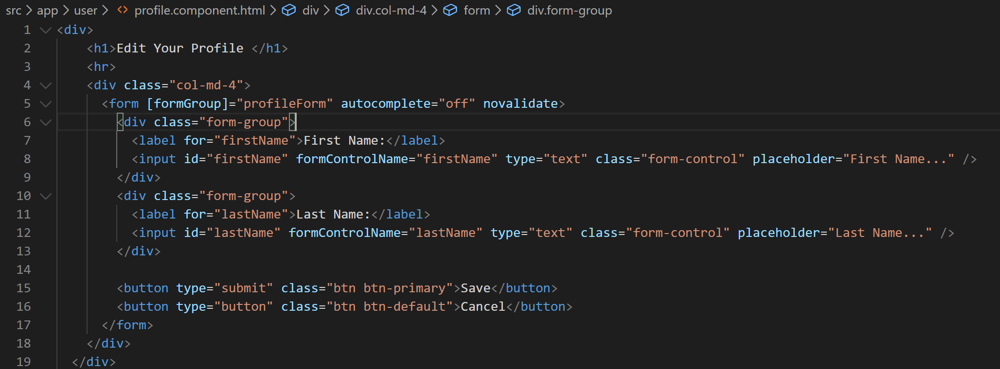 src > app > user > <> profile.component.html > div > div.col-md-4 > form > div.form-group
1 <div>
2 <h1>Edit Your Profile </h1>
3 <hr>
4 <div class="col-md-4">
5 <form [formGroup]="profileForm" autocomplete="off" novalidate>
6 <div class="form-group">
7 <label for="firstName">First Name:</label>
8 <input id="firstName" formControlName="firstName" type="text" class="form-control" placeholder="First Name..." />
9 </div>
10 <div class="form-group">
11 <label for="lastName">Last Name:</label>
12 <input id="lastName" formControlName="lastName" type="text" class="form-control" placeholder="Last Name..." />
13 </div>
14
15 <button type="submit" class="btn btn-primary">Save</button>
16 <button type="button" class="btn btn-default">Cancel</button>
17 </form>
18 </div>
19 </div>